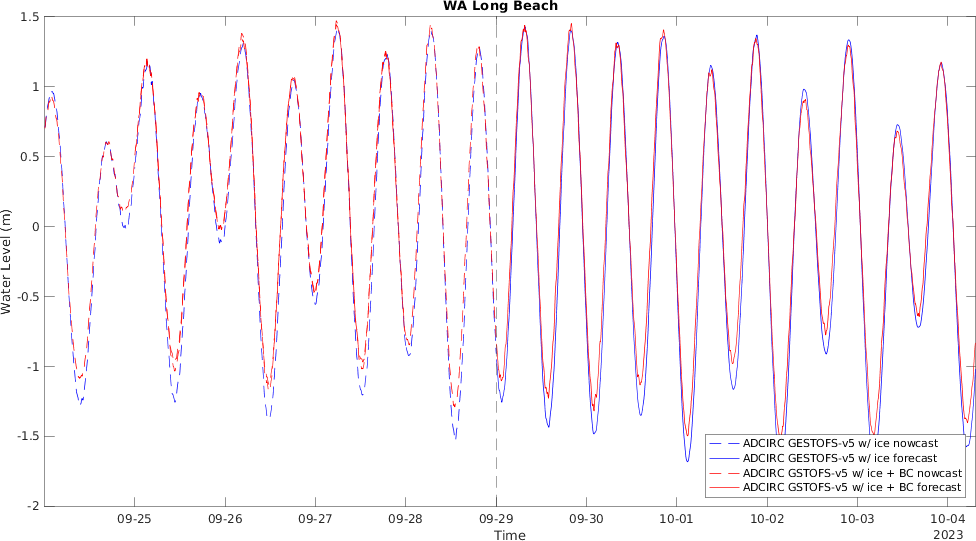 WA Long Beach
1.5
1
0.5
0
-0.5
-1
-1.5
-2
Water Level (m)
ADCIRC GESTOFS-v5 w/ ice nowcast
ADCIRC GESTOFS-v5 w/ ice forecast
ADCIRC GSTOFS-v5 w/ ice + BC nowcast
ADCIRC GSTOFS-v5 w/ ice + BC forecast
09-25 09-26 09-27 09-28 09-29 09-30 10-01 10-02 10-03 10-04
Time
2023